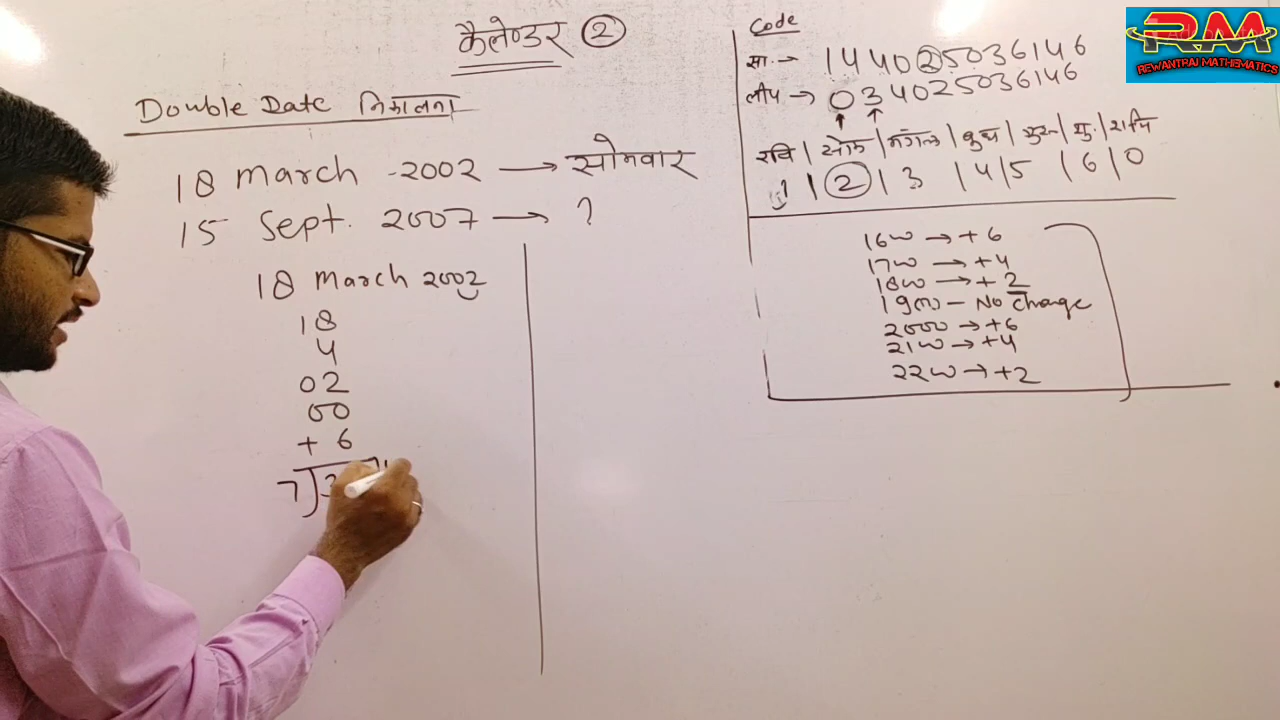 कैलेण्डर 2
Double Date निकालना
18 March -2002 → सोमवार
15 Sept. 2007 → ?
18 March 2002
18
4
02
00
+ 6
7) 3
Code
सा. → 144025036146
लीप → 034025036146
रवि | सोम | मंगल | बुध | गुरु | शु. | शनि
1 | 2 | 3 | 4 | 5 | 6 | 0
1600 → +6
1700 → +4
1800 → +2
1900 - No change
2000 → +6
2100 → +4
2200 → +2
RM
REWANTRAJ MATHEMATICS